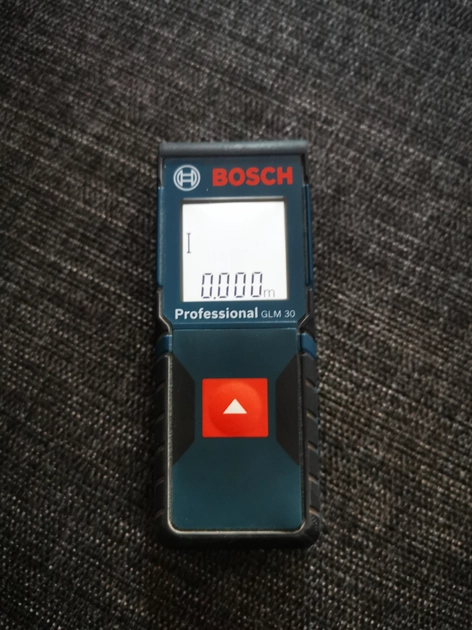 BOSCH
0.000m
Professional GLM 30